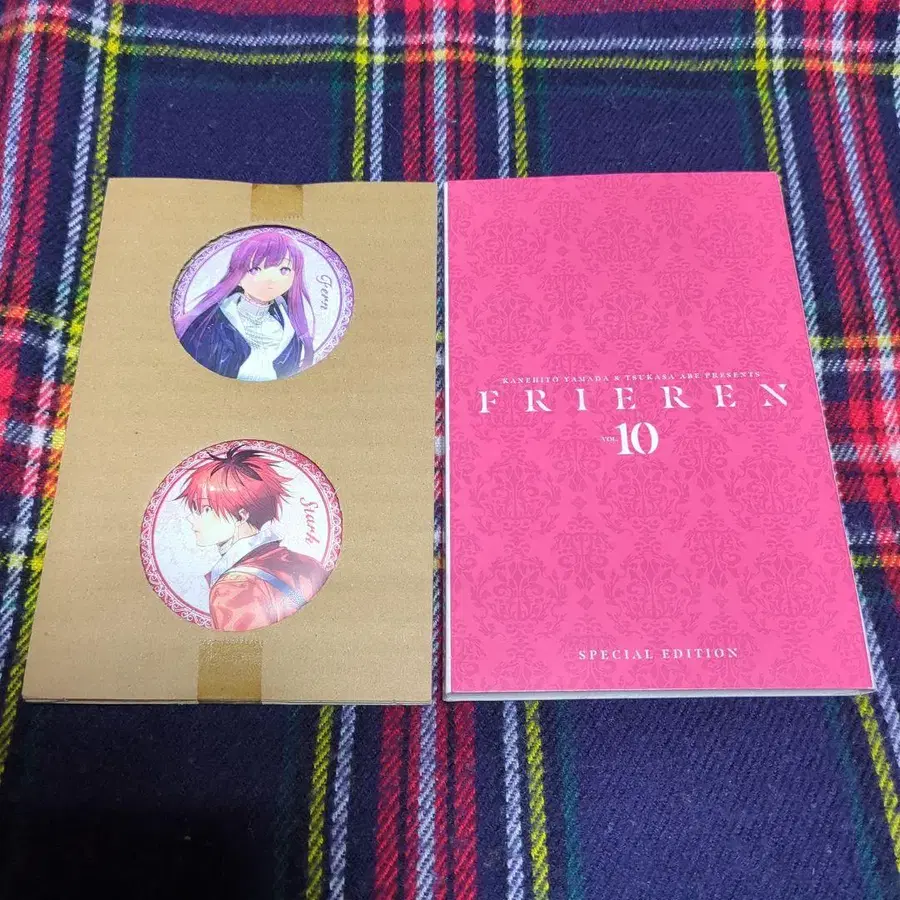 Fern
Stark
KANEHITO YAMADA & TSUKASA ABE PRESENTS
FRIEREN
VOL.
10
SPECIAL EDITION